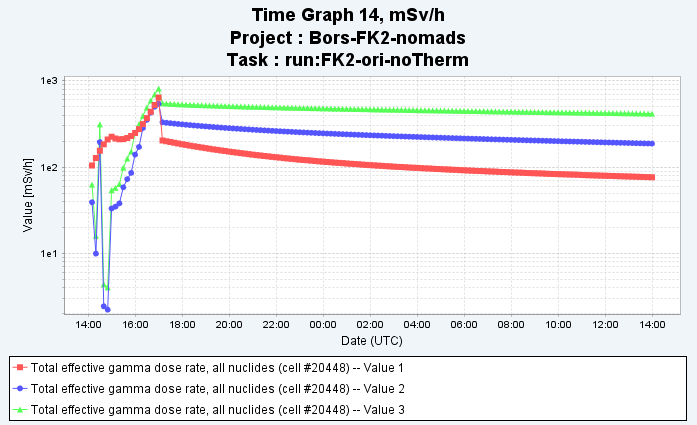 Time Graph 14, mSv/h
Project : Bors-FK2-nomads
Task : run:FK2-ori-noTherm
Value [mSv/h]
1e3
1e2
1e1
14:00 16:00 18:00 20:00 22:00 00:00 02:00 04:00 06:00 08:00 10:00 12:00 14:00
Date (UTC)
Total effective gamma dose rate, all nuclides (cell #20448) -- Value 1
Total effective gamma dose rate, all nuclides (cell #20448) -- Value 2
Total effective gamma dose rate, all nuclides (cell #20448) -- Value 3